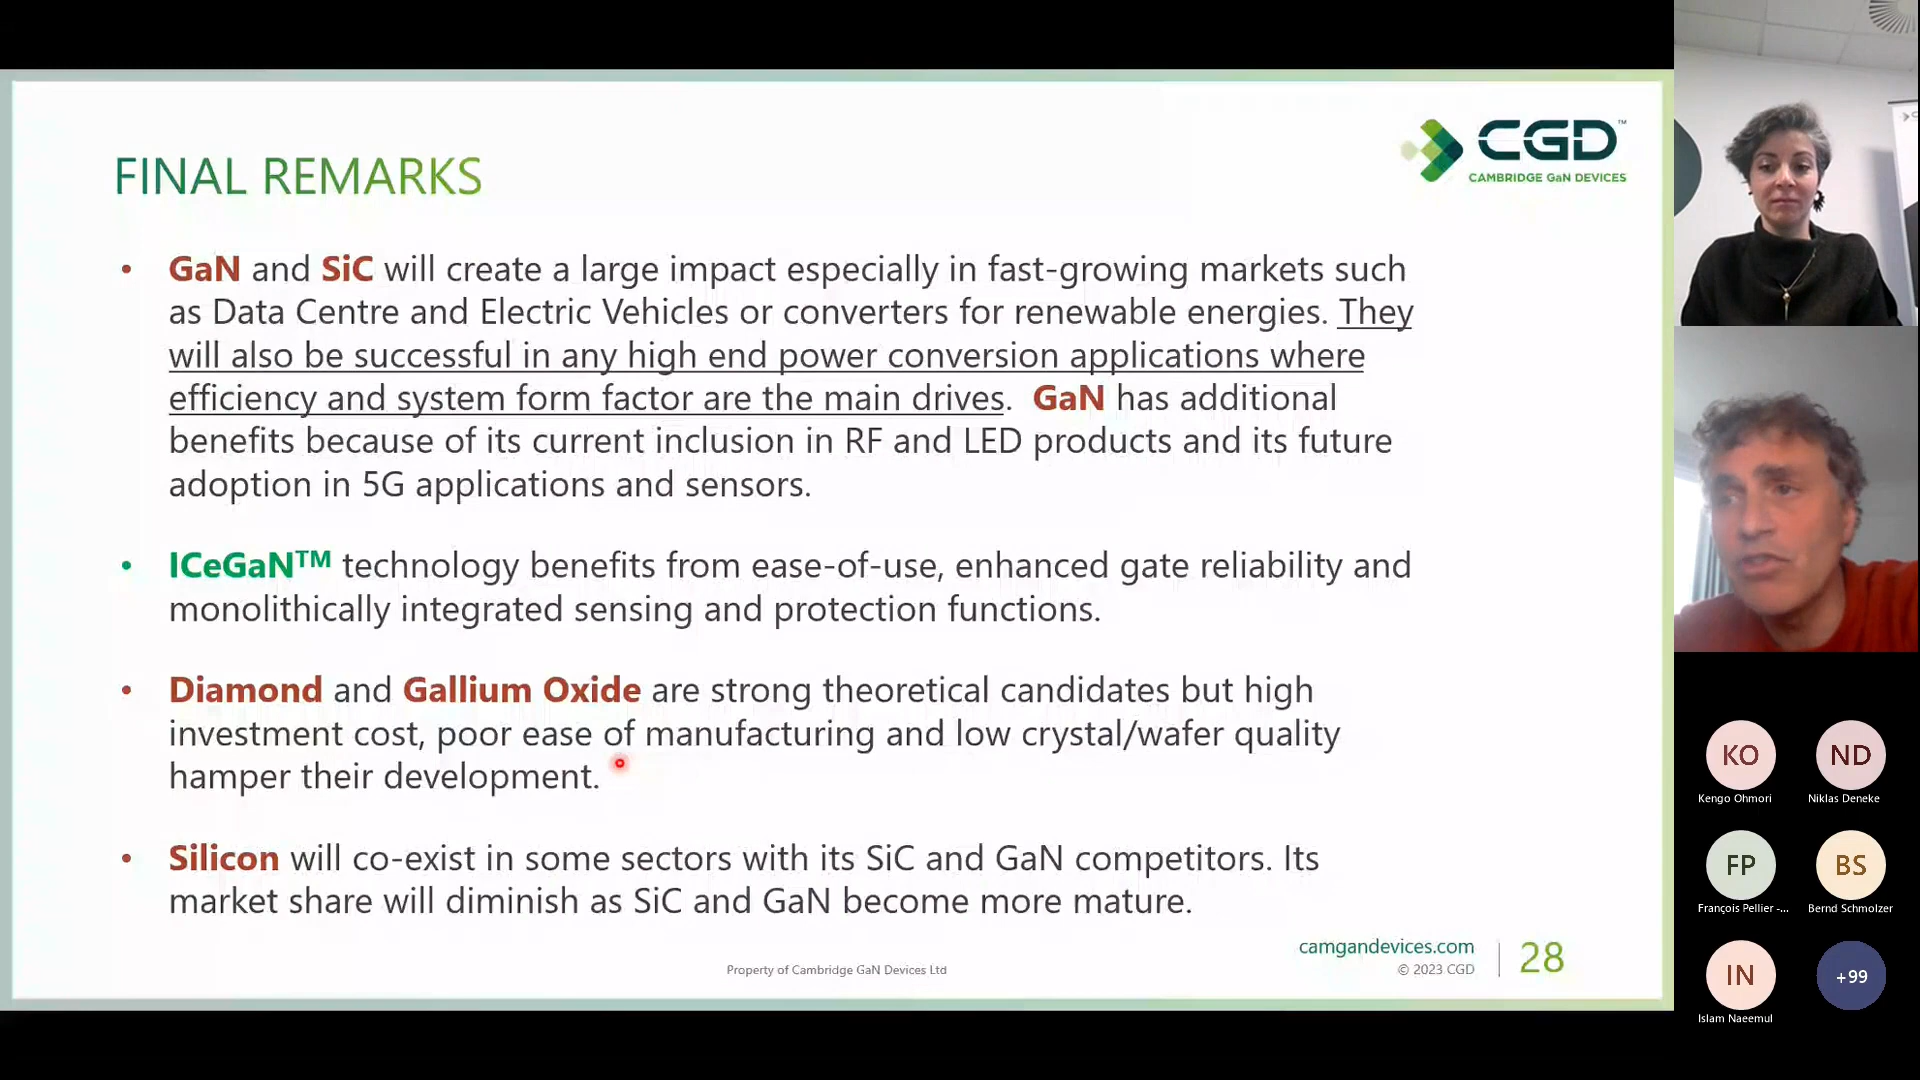 FINAL REMARKS
CGD™
CAMBRIDGE GaN DEVICES
• GaN and SiC will create a large impact especially in fast-growing markets such
as Data Centre and Electric Vehicles or converters for renewable energies. They
will also be successful in any high end power conversion applications where
efficiency and system form factor are the main drives. GaN has additional
benefits because of its current inclusion in RF and LED products and its future
adoption in 5G applications and sensors.
• ICeGaN™ technology benefits from ease-of-use, enhanced gate reliability and
monolithically integrated sensing and protection functions.
• Diamond and Gallium Oxide are strong theoretical candidates but high
investment cost, poor ease of manufacturing and low crystal/wafer quality
hamper their development.
• Silicon will co-exist in some sectors with its SiC and GaN competitors. Its
market share will diminish as SiC and GaN become more mature.
Property of Cambridge GaN Devices Ltd
camgandevices.com
© 2023 CGD
28
KO
Kengo Ohmori
ND
Niklas Deneke
FP
François Pellier -...
BS
Bernd Schmolzer
IN
Islam Naeemul
+99